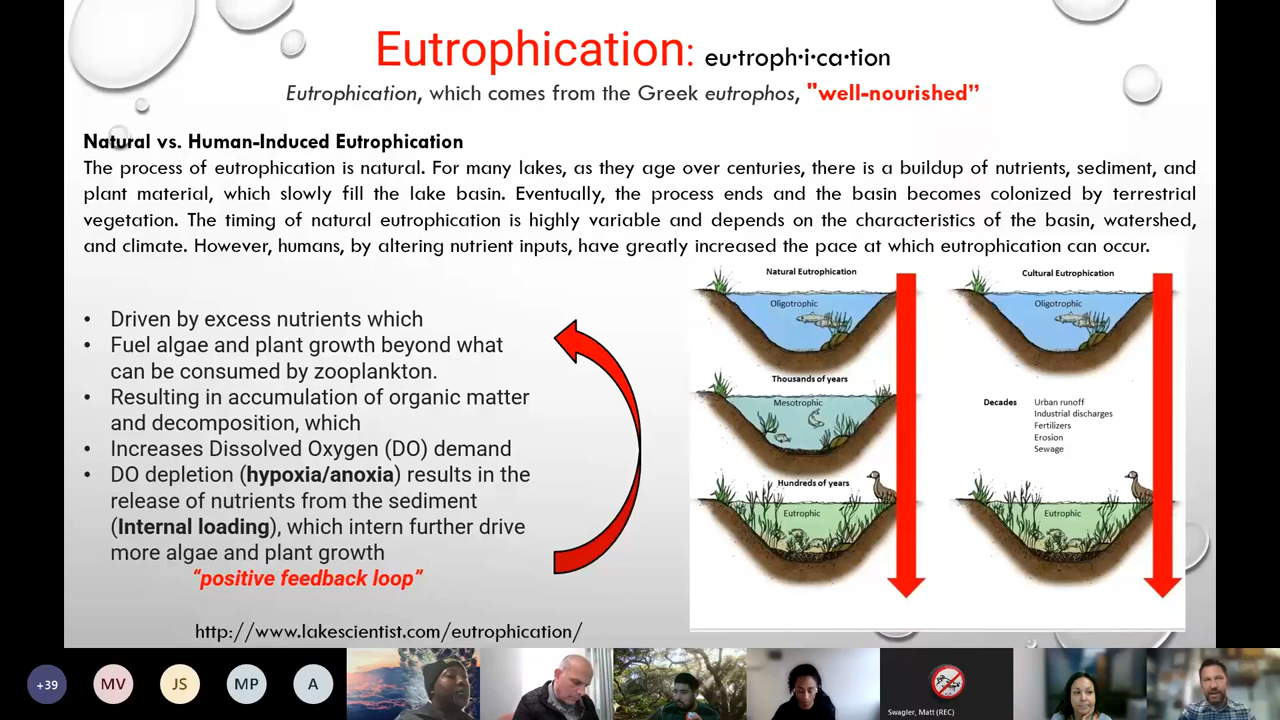 Eutrophication: eu·troph·i·ca·tion
Eutrophication, which comes from the Greek eutrophos, "well-nourished”
Natural vs. Human-Induced Eutrophication
The process of eutrophication is natural. For many lakes, as they age over centuries, there is a buildup of nutrients, sediment, and
plant material, which slowly fill the lake basin. Eventually, the process ends and the basin becomes colonized by terrestrial
vegetation. The timing of natural eutrophication is highly variable and depends on the characteristics of the basin, watershed,
and climate. However, humans, by altering nutrient inputs, have greatly increased the pace at which eutrophication can occur.
• Driven by excess nutrients which
• Fuel algae and plant growth beyond what
can be consumed by zooplankton.
• Resulting in accumulation of organic matter
and decomposition, which
• Increases Dissolved Oxygen (DO) demand
• DO depletion (hypoxia/anoxia) results in the
release of nutrients from the sediment
(Internal loading), which intern further drive
more algae and plant growth
“positive feedback loop”
http://www.lakescientist.com/eutrophication/
Natural Eutrophication
Oligotrophic
Thousands of years
Mesotrophic
Hundreds of years
Eutrophic
Cultural Eutrophication
Oligotrophic
Decades
Urban runoff
Industrial discharges
Fertilizers
Erosion
Sewage
Eutrophic
+39
MV
JS
MP
A
Swagler, Matt (REC)